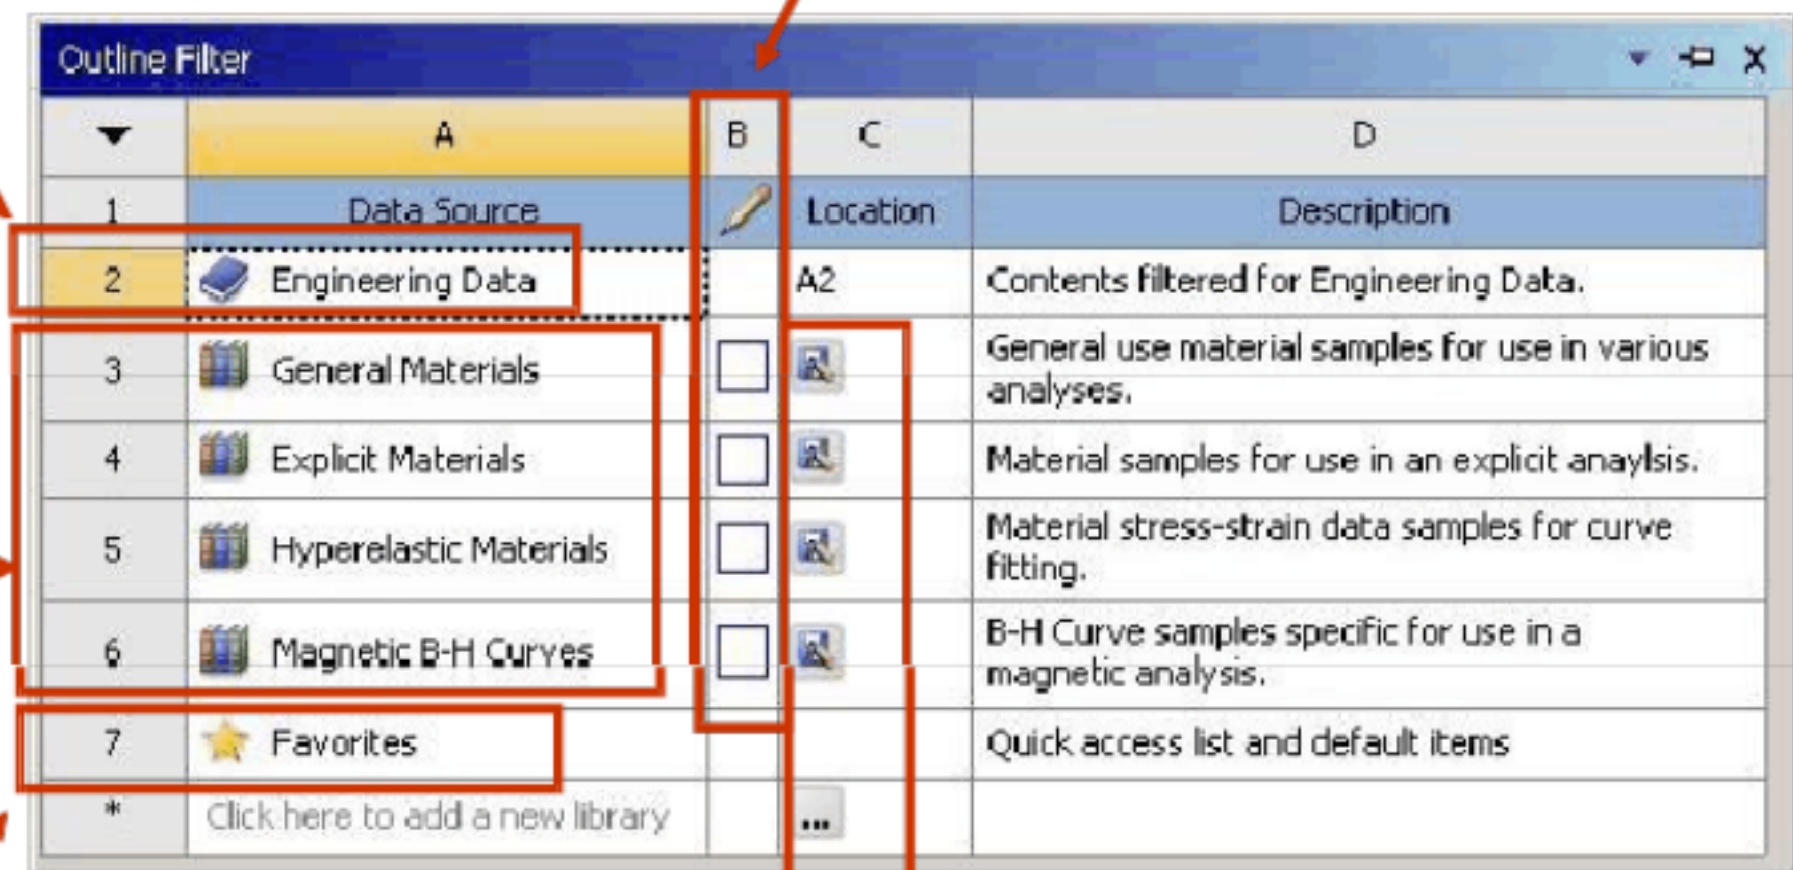 Outline Filter
A B C D
1 Data Source Location Description
2 Engineering Data A2 Contents filtered for Engineering Data.
3 General Materials General use material samples for use in various
analyses.
4 Explicit Materials Material samples for use in an explicit anaylsis.
5 Hyperelastic Materials Material stress-strain data samples for curve
fitting.
6 Magnetic B-H Curves B-H Curve samples specific for use in a
magnetic analysis.
7 Favorites Quick access list and default items
* Click here to add a new library ...